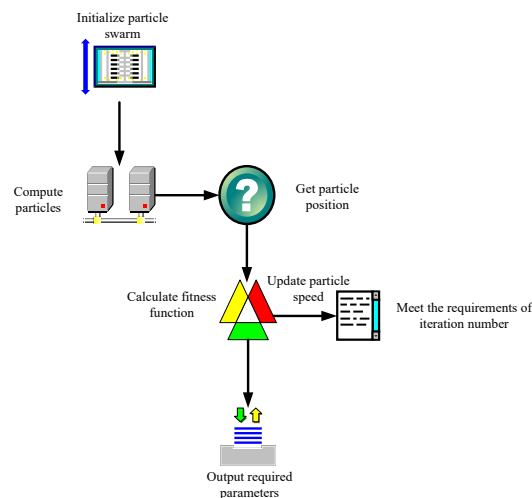 Initialize particle
swarm
Compute
particles
Get particle
position
Calculate fitness
function
Update particle
speed
Meet the requirements of
iteration number
Output required
parameters